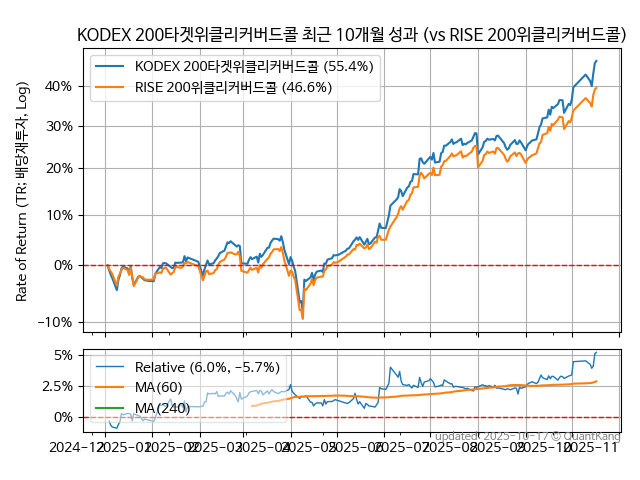 KODEX 200타겟위클리커버드콜 최근 10개월 성과 (vs RISE 200위클리커버드콜)
KODEX 200타겟위클리커버드콜 (55.4%)
RISE 200위클리커버드콜 (46.6%)
Rate of Return (TR: 배당재투자, Log)
40%
30%
20%
10%
0%
−10%
5%
2.5%
0%
Relative (6.0%, −5.7%)
MA(60)
MA(240)
2024−12
2025−01
2025−02
2025−03
2025−04
2025−05
2025−06
2025−07
2025−08
2025−09
2025−10
2025−11
updated: 2025−10−17 © QuantKang